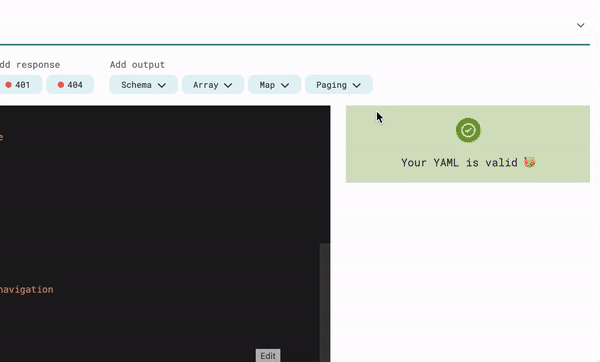 dd response
Add output
401
404
Schema
Array
Map
Paging
Your YAML is valid
e
navigation
Edit